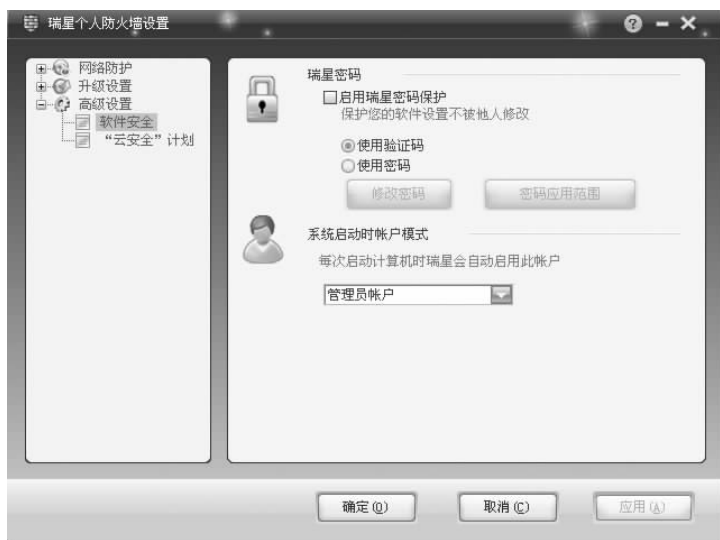 瑞星个人防火墙设置
网络防护
升级设置
高级设置
软件安全
“云安全”计划
瑞星密码
启用瑞星密码保护
保护您的软件设置不被他人修改
使用验证码
使用密码
修改密码
密码应用范围
系统启动时帐户模式
每次启动计算机时瑞星会自动启用此帐户
管理员帐户
确定(O)
取消(C)
应用(A)